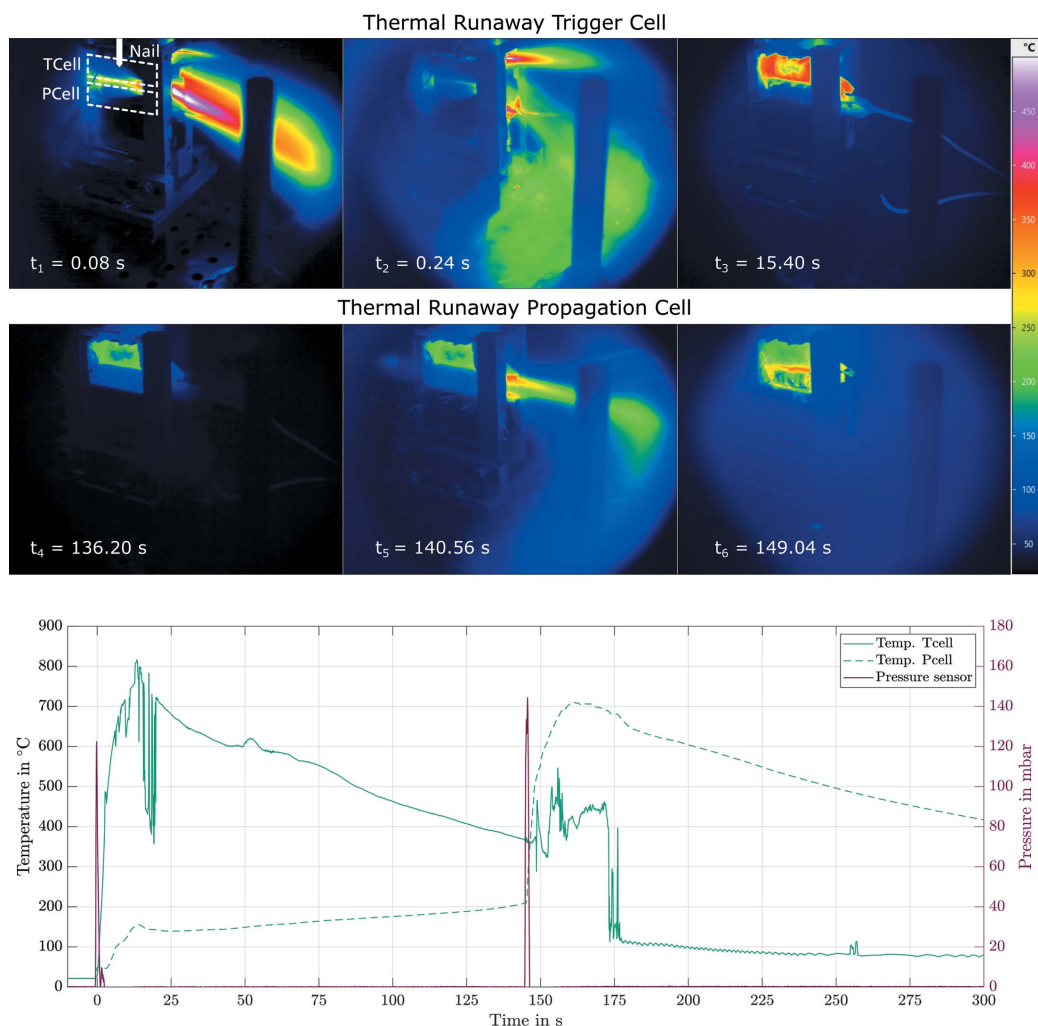 Thermal Runaway Trigger Cell
Nail
TCell
PCell
t₁ = 0.08 s
t₂ = 0.24 s
t₃ = 15.40 s
°C
450
400
350
300
250
200
150
100
50
Thermal Runaway Propagation Cell
t₄ = 136.20 s
t₅ = 140.56 s
t₆ = 149.04 s
900
800
700
600
500
400
300
200
100
0
Temperature in °C
Temp. Tcell
Temp. Pcell
Pressure sensor
180
160
140
120
100
80
60
40
20
0
Pressure in mbar
0 25 50 75 100 125 150 175 200 225 250 275 300
Time in s